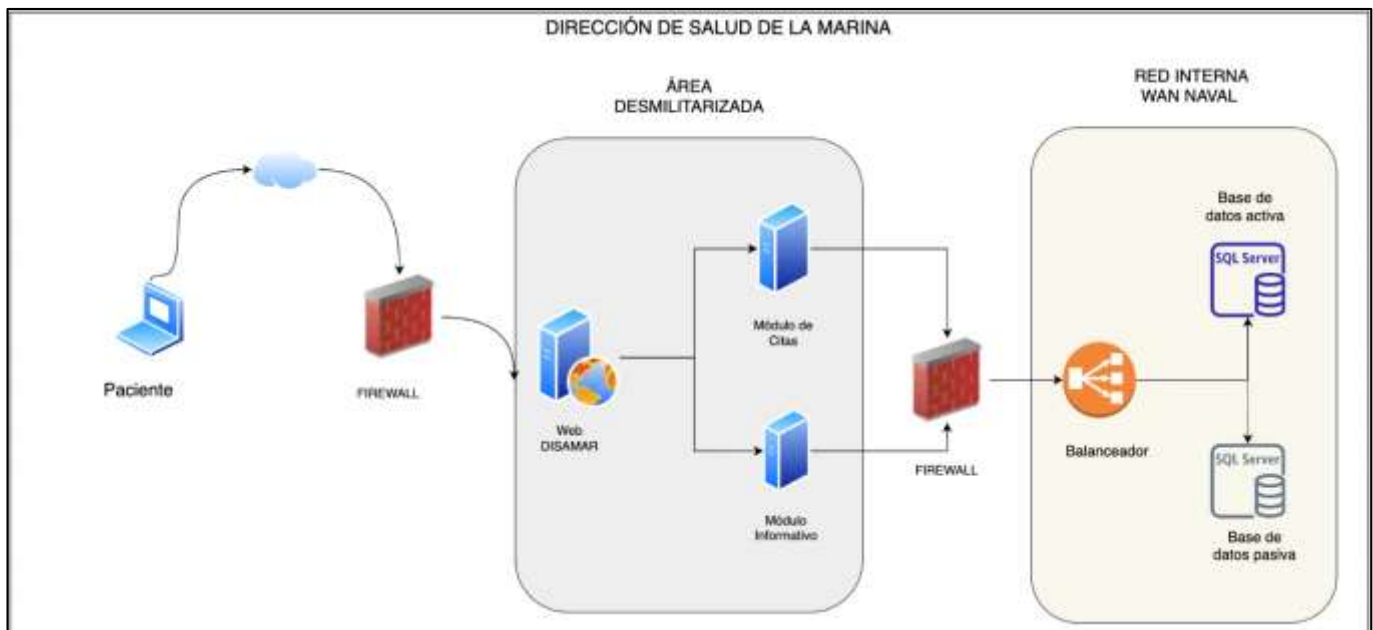 DIRECCIÓN DE SALUD DE LA MARINA
ÁREA
DESMILITARIZADA
RED INTERNA
WAN NAVAL
Paciente
FIREWALL
Web
DISAMAR
Módulo de
Citas
Módulo
Informativo
FIREWALL
Balanceador
Base de
datos activa
SQL Server
SQL Server
Base de
datos pasiva